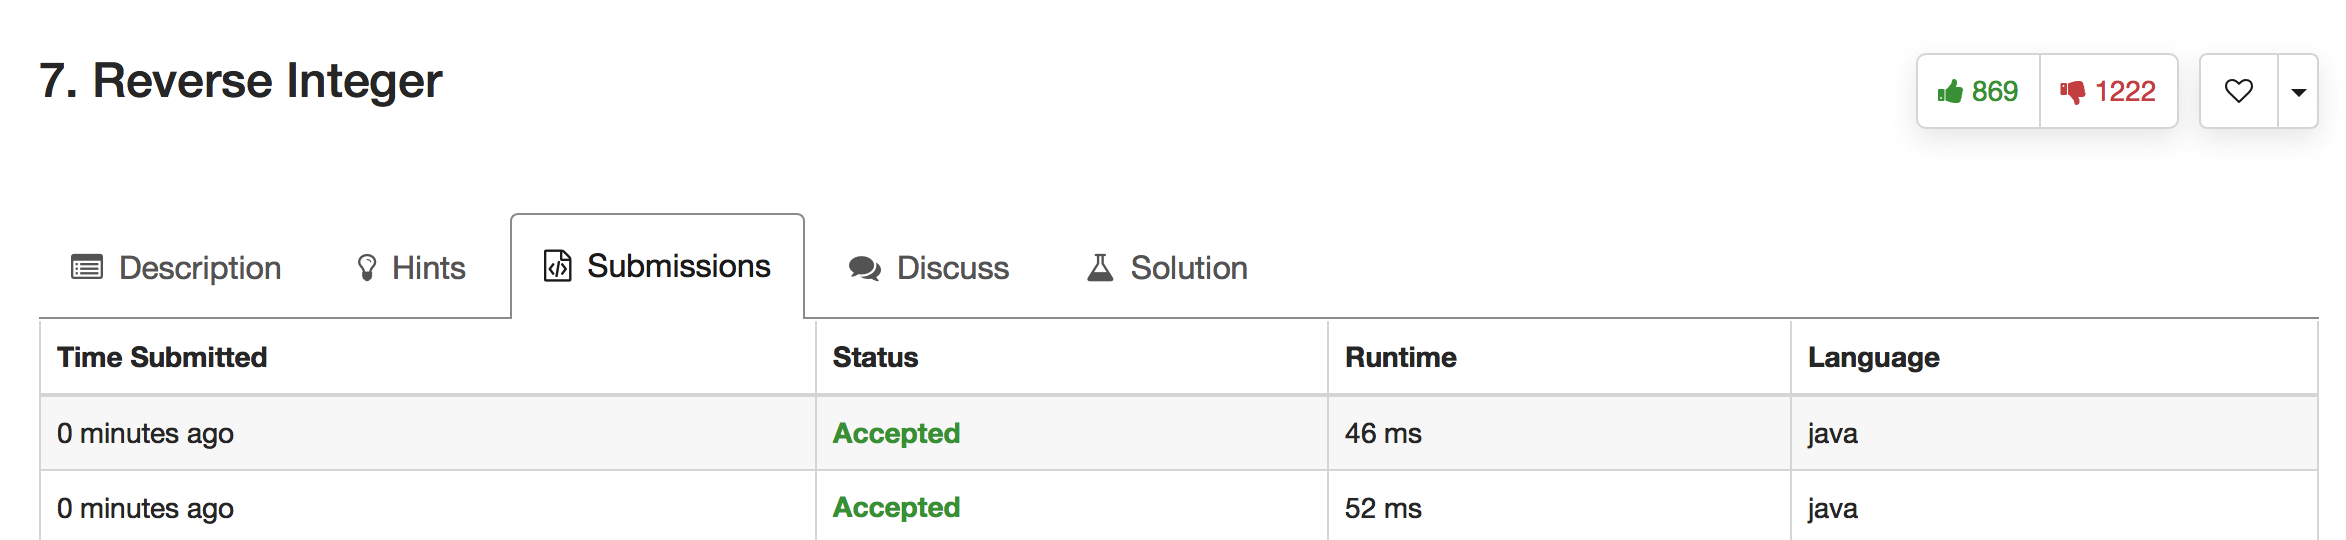 7. Reverse Integer
869 1222
Description Hints Submissions Discuss Solution
Time Submitted Status Runtime Language
0 minutes ago Accepted 46 ms java
0 minutes ago Accepted 52 ms java